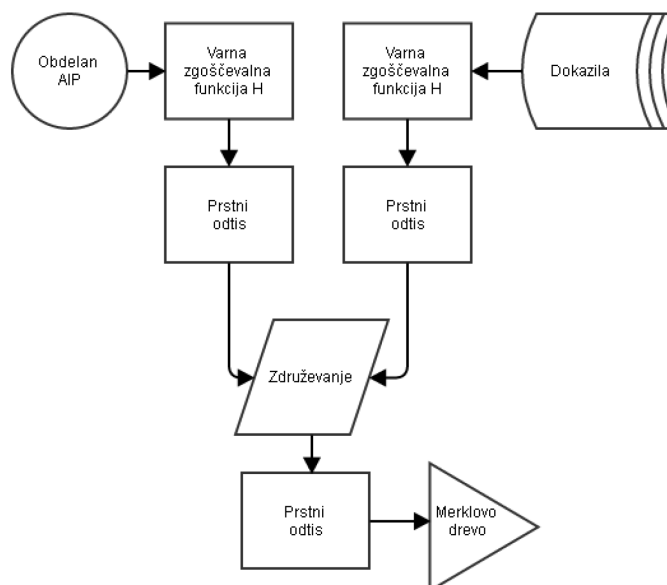 Obdelan
AIP
Varna
zgoščevalna
funkcija H
Varna
zgoščevalna
funkcija H
Dokazila
Prstni
odtis
Prstni
odtis
Združevanje
Prstni
odtis
Merklovo
drevo